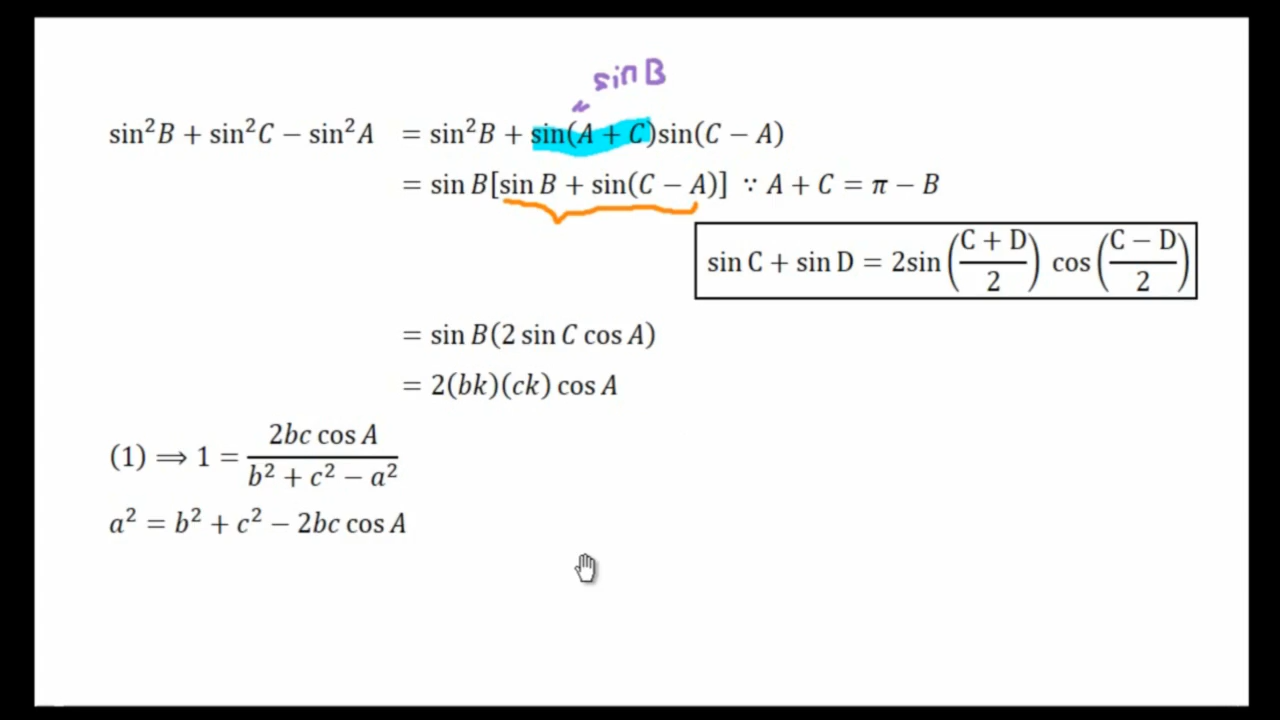 sin B
〃
sin²B + sin²C − sin²A = sin²B + sin(A + C)sin(C − A)
= sin B[sin B + sin(C − A)] ∵ A + C = π − B
sin C + sin D = 2sin((C + D)/2) cos((C − D)/2)
= sin B(2 sin C cos A)
= 2(bk)(ck) cos A
(1) ⟹ 1 = (2bc cos A)/(b² + c² − a²)
a² = b² + c² − 2bc cos A